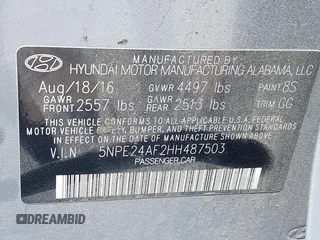 HYUNDAI MOTOR MANUFACTURING ALABAMA, LLC
Aug/18/16 GVWR 4497 lbs PAINT 8S
GAWR FRONT 2557 lbs GAWR REAR 2513 lbs TRIM GG
THIS VEHICLE CONFORMS TO ALL APPLICABLE U.S.A. FEDERAL
MOTOR VEHICLE SAFETY, BUMPER, AND THEFT PREVENTION STANDARDS
IN EFFECT ON THE DATE OF MANUFACTURE SHOWN ABOVE.
V.I.N 5NPE24AF2HH487503
PASSENGER CAR
DREAMBID